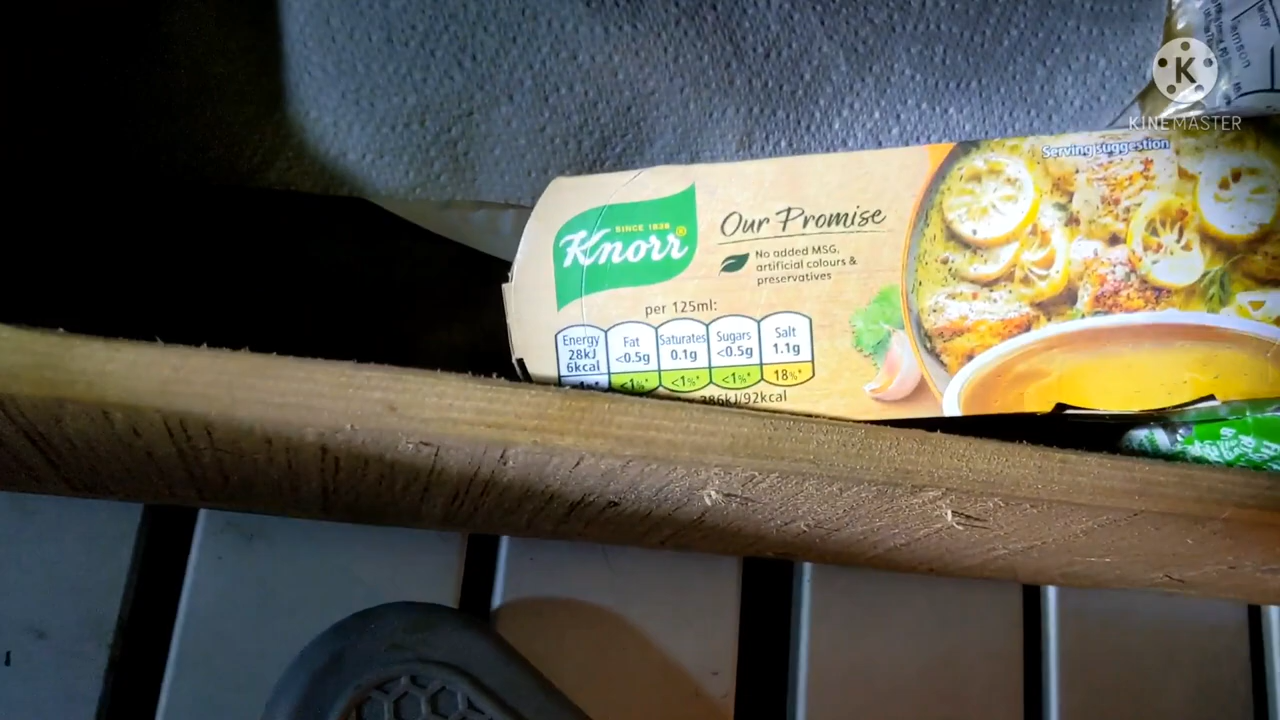 KINEMASTER
Serving suggestion
SINCE 1838
Knorr®
Our Promise
No added MSG,
artificial colours &
preservatives
per 125ml:
Energy
28kJ
6kcal
Fat
<0.5g
<1%*
Saturates
0.1g
<1%*
Sugars
<0.5g
<1%*
Salt
1.1g
18%*
386kJ/92kcal